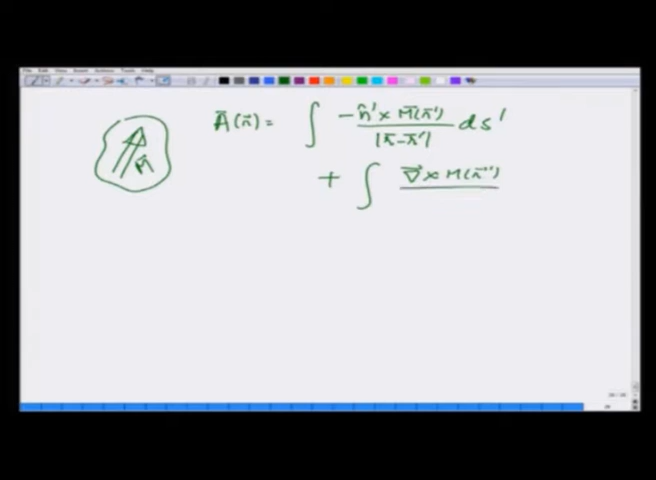 Ā(r⃗) = ∫ −n̂′ × M⃗(r⃗′) / |r⃗ − r⃗′| ds′
M⃗
+ ∫ ∇⃗ × M(r⃗′)